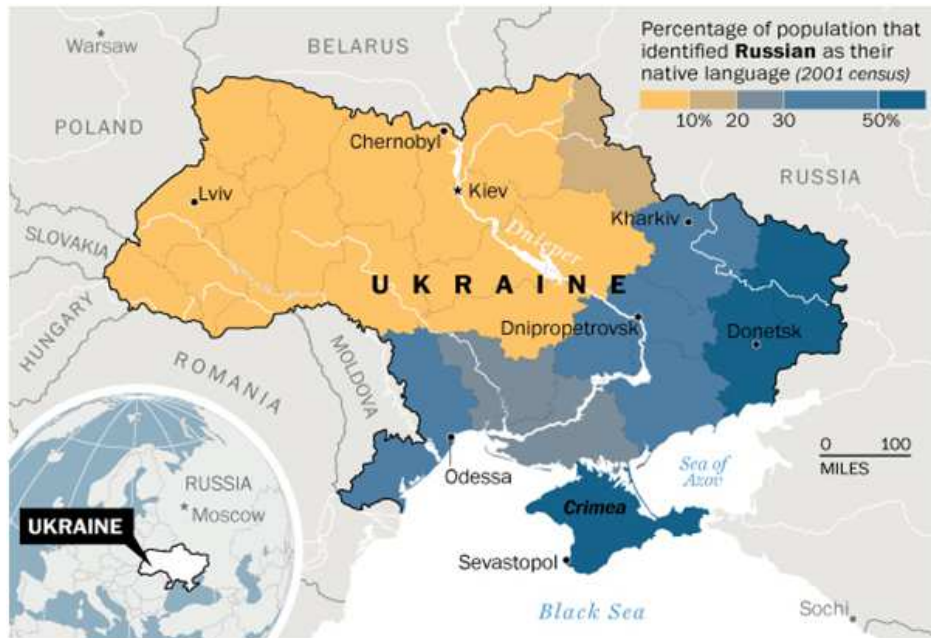 Percentage of population that
identified Russian as their
native language (2001 census)
10% 20 30 50%
Warsaw
BELARUS
POLAND
Chernobyl
RUSSIA
Lviv
Kiev
Kharkiv
SLOVAKIA
Dnieper
UKRAINE
HUNGARY
Dnipropetrovsk
Donetsk
MOLDOVA
ROMANIA
0 100
MILES
Sea of
Azov
Odessa
RUSSIA
Moscow
Crimea
UKRAINE
Sevastopol
Black Sea
Sochi